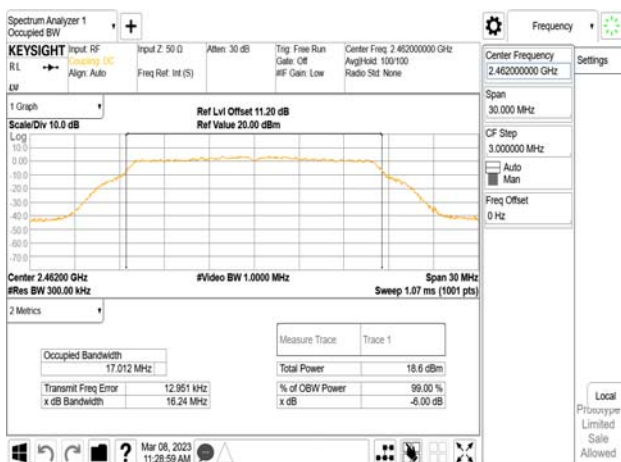 Spectrum Analyzer 1
Occupied BW
+
Frequency
KEYSIGHT
RL
Input: RF
Coupling: DC
Align: Auto
Input Z: 50 Ω
Freq Ref: Int (S)
Atten: 30 dB
Trig: Free Run
Gate: Off
#IF Gain: Low
Center Freq: 2.462000000 GHz
Avg|Hold: 100/100
Radio Std: None
Center Frequency
2.462000000 GHz
Settings
Span
30.000 MHz
CF Step
3.000000 MHz
Auto
Man
Freq Offset
0 Hz
1 Graph
Scale/Div 10.0 dB
Ref Lvl Offset 11.20 dB
Ref Value 20.00 dBm
Log
10.0
0.00
-10.0
-20.0
-30.0
-40.0
-50.0
-60.0
-70.0
Center 2.46200 GHz
#Res BW 300.00 kHz
#Video BW 1.0000 MHz
Span 30 MHz
Sweep 1.07 ms (1001 pts)
2 Metrics
Measure Trace
Trace 1
Occupied Bandwidth
17.012 MHz
Total Power
18.6 dBm
Transmit Freq Error
12.951 kHz
% of OBW Power
99.00 %
x dB Bandwidth
16.24 MHz
x dB
-6.00 dB
Local
Prototype
Limited
Sale
Allowed
?
Mar 08, 2023
11:28:59 AM